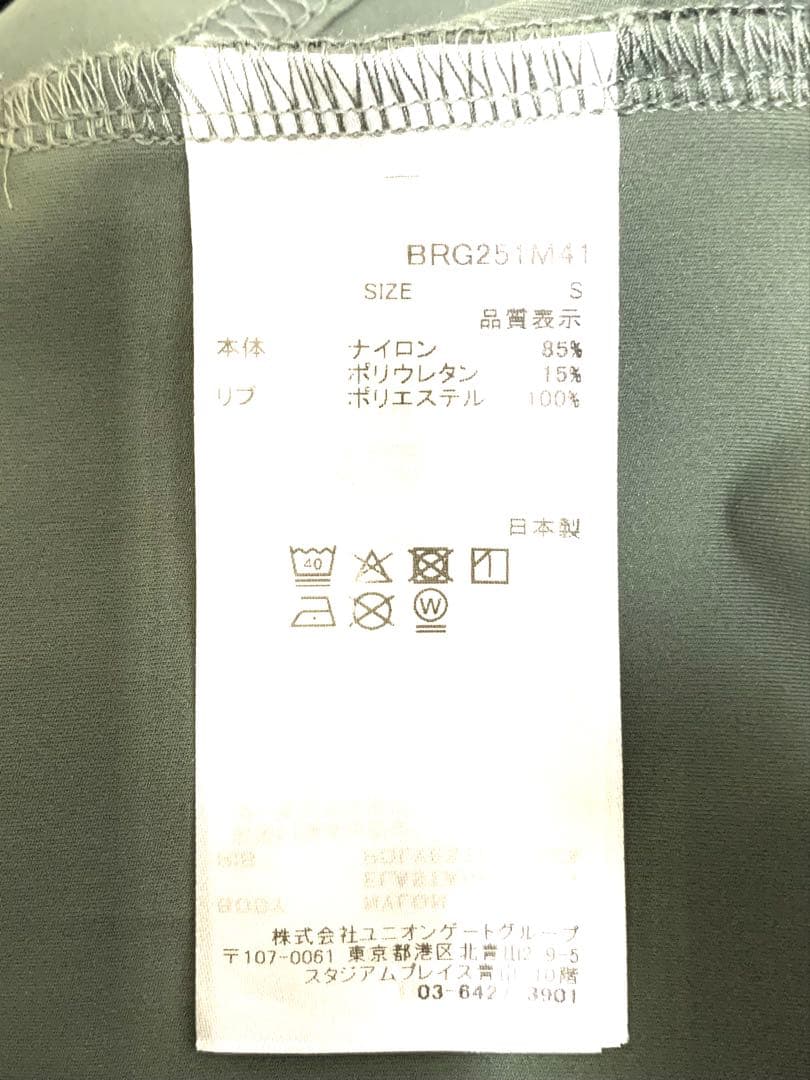 BRG251M41
SIZE S
品質表示
本体 ナイロン 85%
ポリウレタン 15%
リブ ポリエステル 100%
日本製
40
W
株式会社ユニオンゲートグループ
〒107-0061 東京都港区北青山2-9-5
スタジアムプレイス青山 10階
03-642 3901